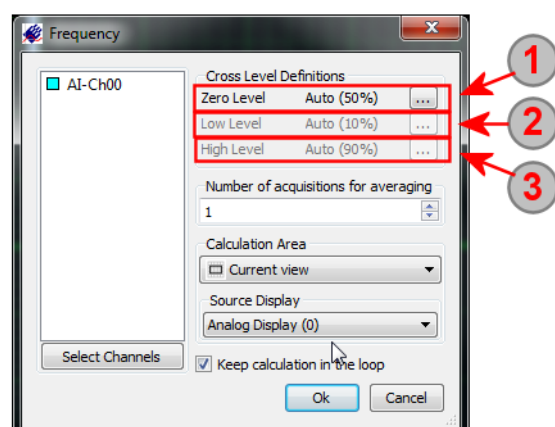 Frequency
AI-Ch00
Cross Level Definitions
Zero Level Auto (50%) ...
Low Level Auto (10%) ...
High Level Auto (90%) ...
Number of acquisitions for averaging
1
Calculation Area
Current view
Source Display
Analog Display (0)
Select Channels
Keep calculation in the loop
Ok
Cancel
1
2
3